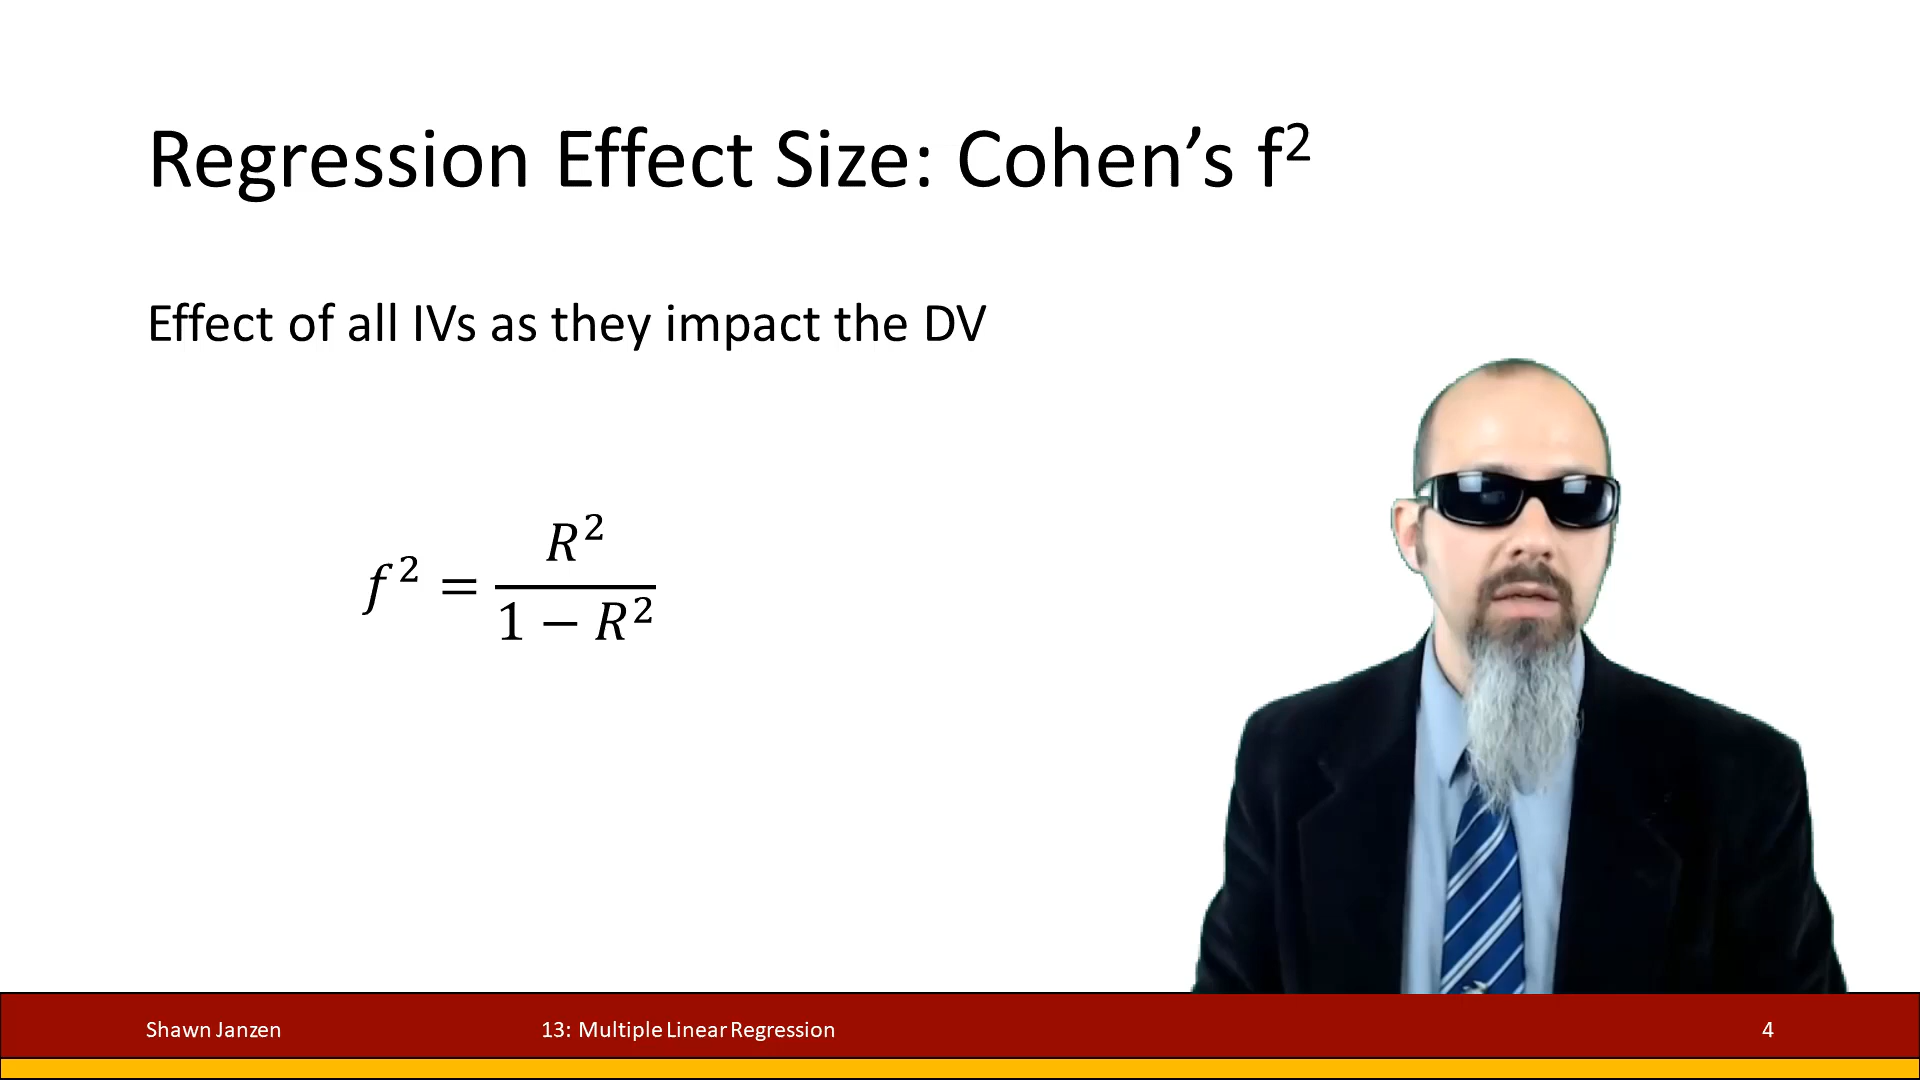 Regression Effect Size: Cohen’s f²
Effect of all IVs as they impact the DV
f² = R² / (1 − R²)
Shawn Janzen 13: Multiple Linear Regression 4